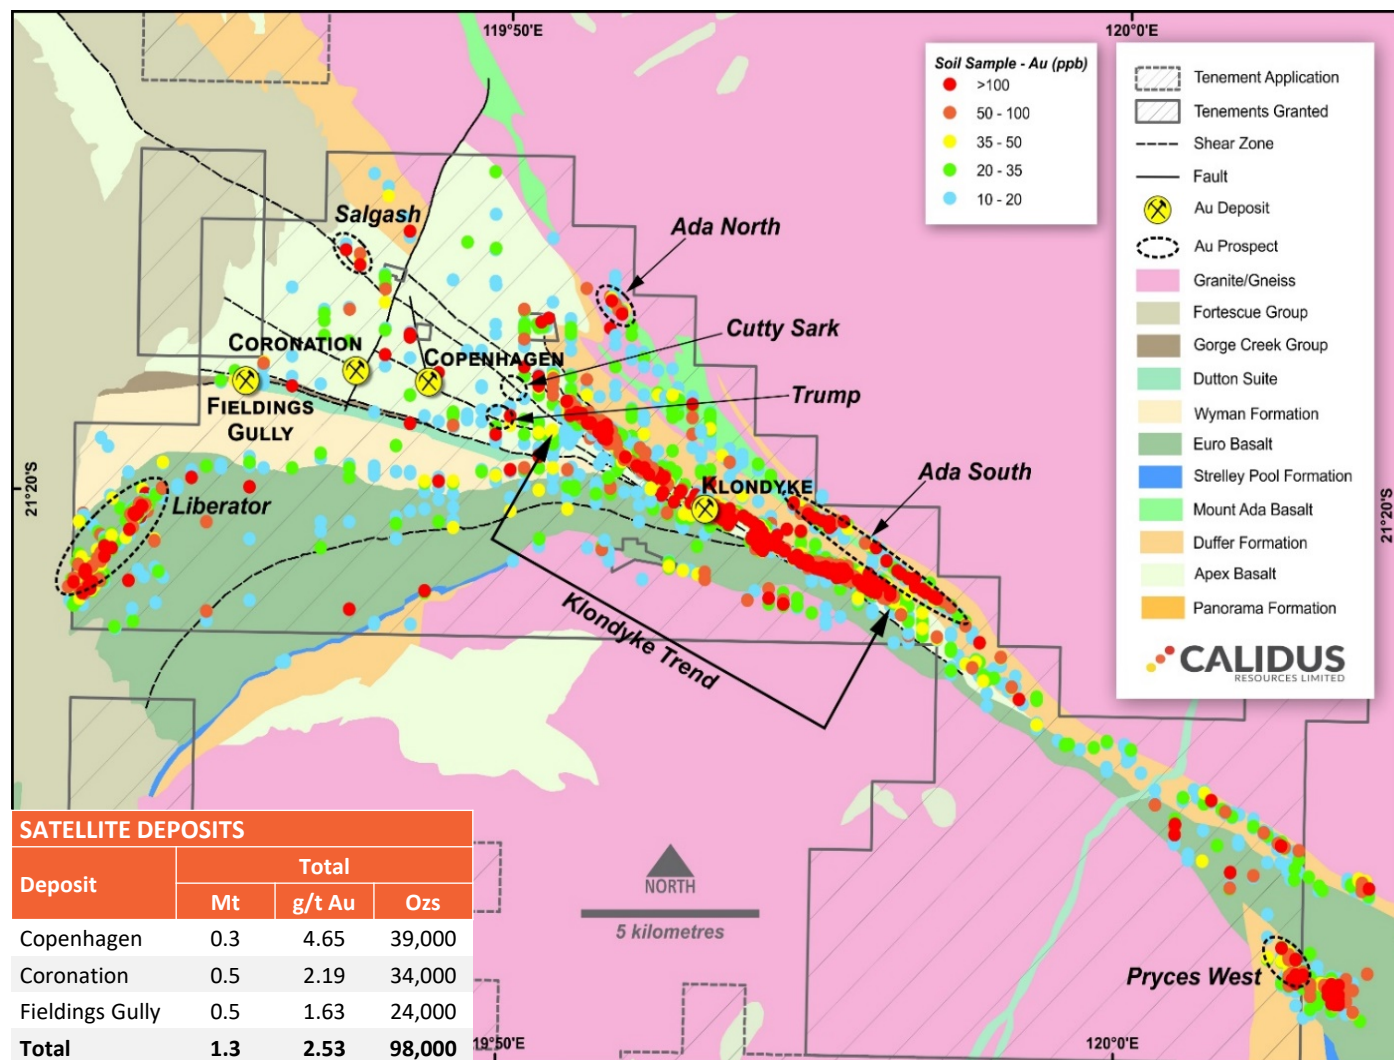 119°50'E
120°0'E
Soil Sample - Au (ppb)
>100
50 - 100
35 - 50
20 - 35
10 - 20
Tenement Application
Tenements Granted
Shear Zone
Fault
Au Deposit
Au Prospect
Granite/Gneiss
Fortescue Group
Gorge Creek Group
Dutton Suite
Wyman Formation
Euro Basalt
Strelley Pool Formation
Mount Ada Basalt
Duffer Formation
Apex Basalt
Panorama Formation
CALIDUS
RESOURCES LIMITED
Salgash
Ada North
Cutty Sark
CORONATION
COPENHAGEN
Trump
FIELDINGS
GULLY
21°20'S
Liberator
KLONDYKE
Ada South
21°20'S
Klondyke Trend
NORTH
5 kilometres
Pryces West
SATELLITE DEPOSITS
Deposit Total
Mt g/t Au Ozs
Copenhagen 0.3 4.65 39,000
Coronation 0.5 2.19 34,000
Fieldings Gully 0.5 1.63 24,000
Total 1.3 2.53 98,000
19°50'E
120°0'E